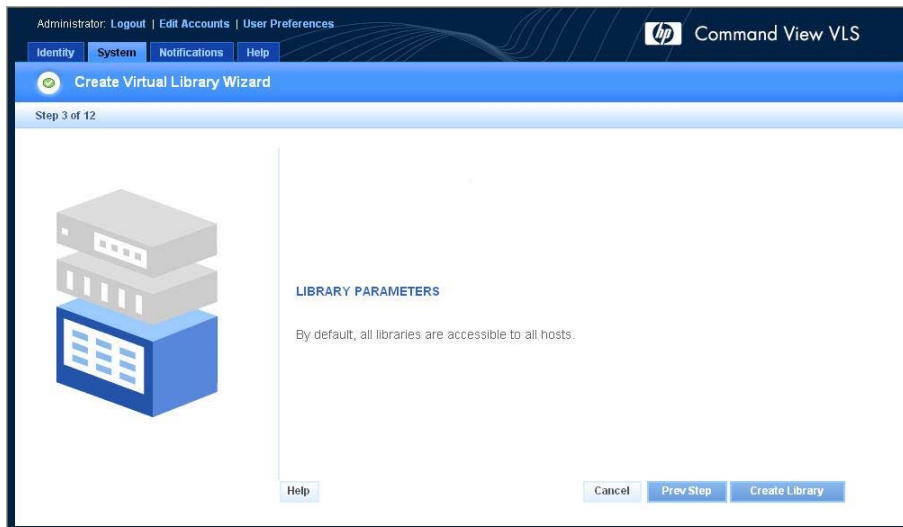 Administrator: Logout | Edit Accounts | User Preferences
hp Command View VLS
Identity System Notifications Help
Create Virtual Library Wizard
Step 3 of 12
LIBRARY PARAMETERS
By default, all libraries are accessible to all hosts.
Help Cancel Prev Step Create Library